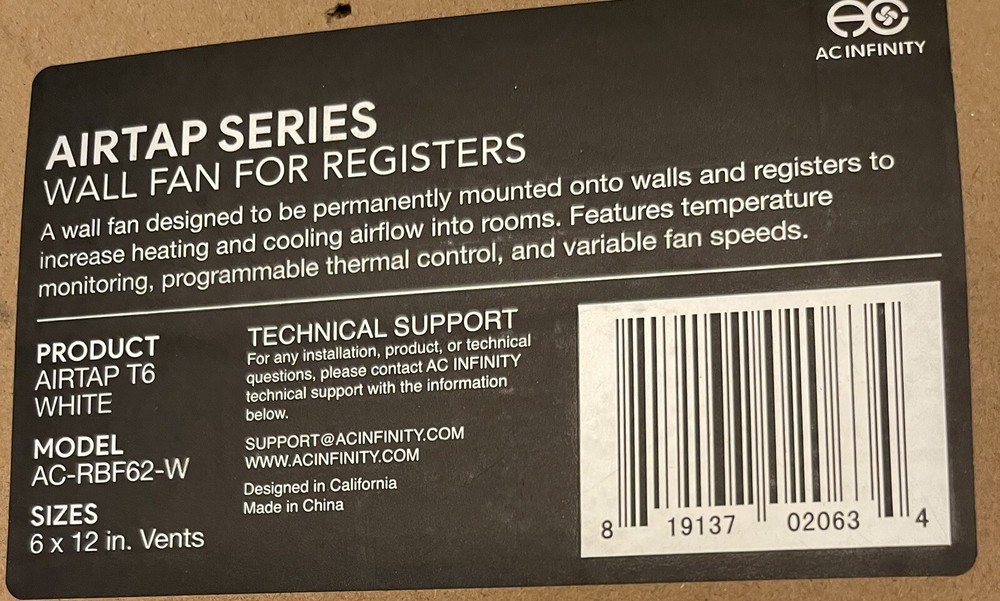 AC INFINITY
AIRTAP SERIES
WALL FAN FOR REGISTERS
A wall fan designed to be permanently mounted onto walls and registers to
increase heating and cooling airflow into rooms. Features temperature
monitoring, programmable thermal control, and variable fan speeds.
PRODUCT
AIRTAP T6
WHITE
MODEL
AC-RBF62-W
SIZES
6 x 12 in. Vents
TECHNICAL SUPPORT
For any installation, product, or technical
questions, please contact AC INFINITY
technical support with the information
below.
SUPPORT@ACINFINITY.COM
WWW.ACINFINITY.COM
Designed in California
Made in China
8 19137 02063 4